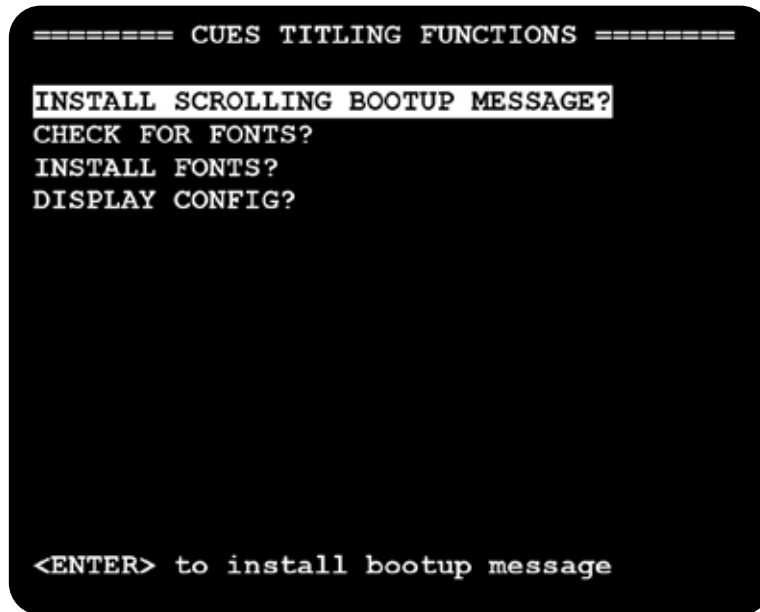 ======== CUES TITLING FUNCTIONS ========
INSTALL SCROLLING BOOTUP MESSAGE?
CHECK FOR FONTS?
INSTALL FONTS?
DISPLAY CONFIG?
<ENTER> to install bootup message